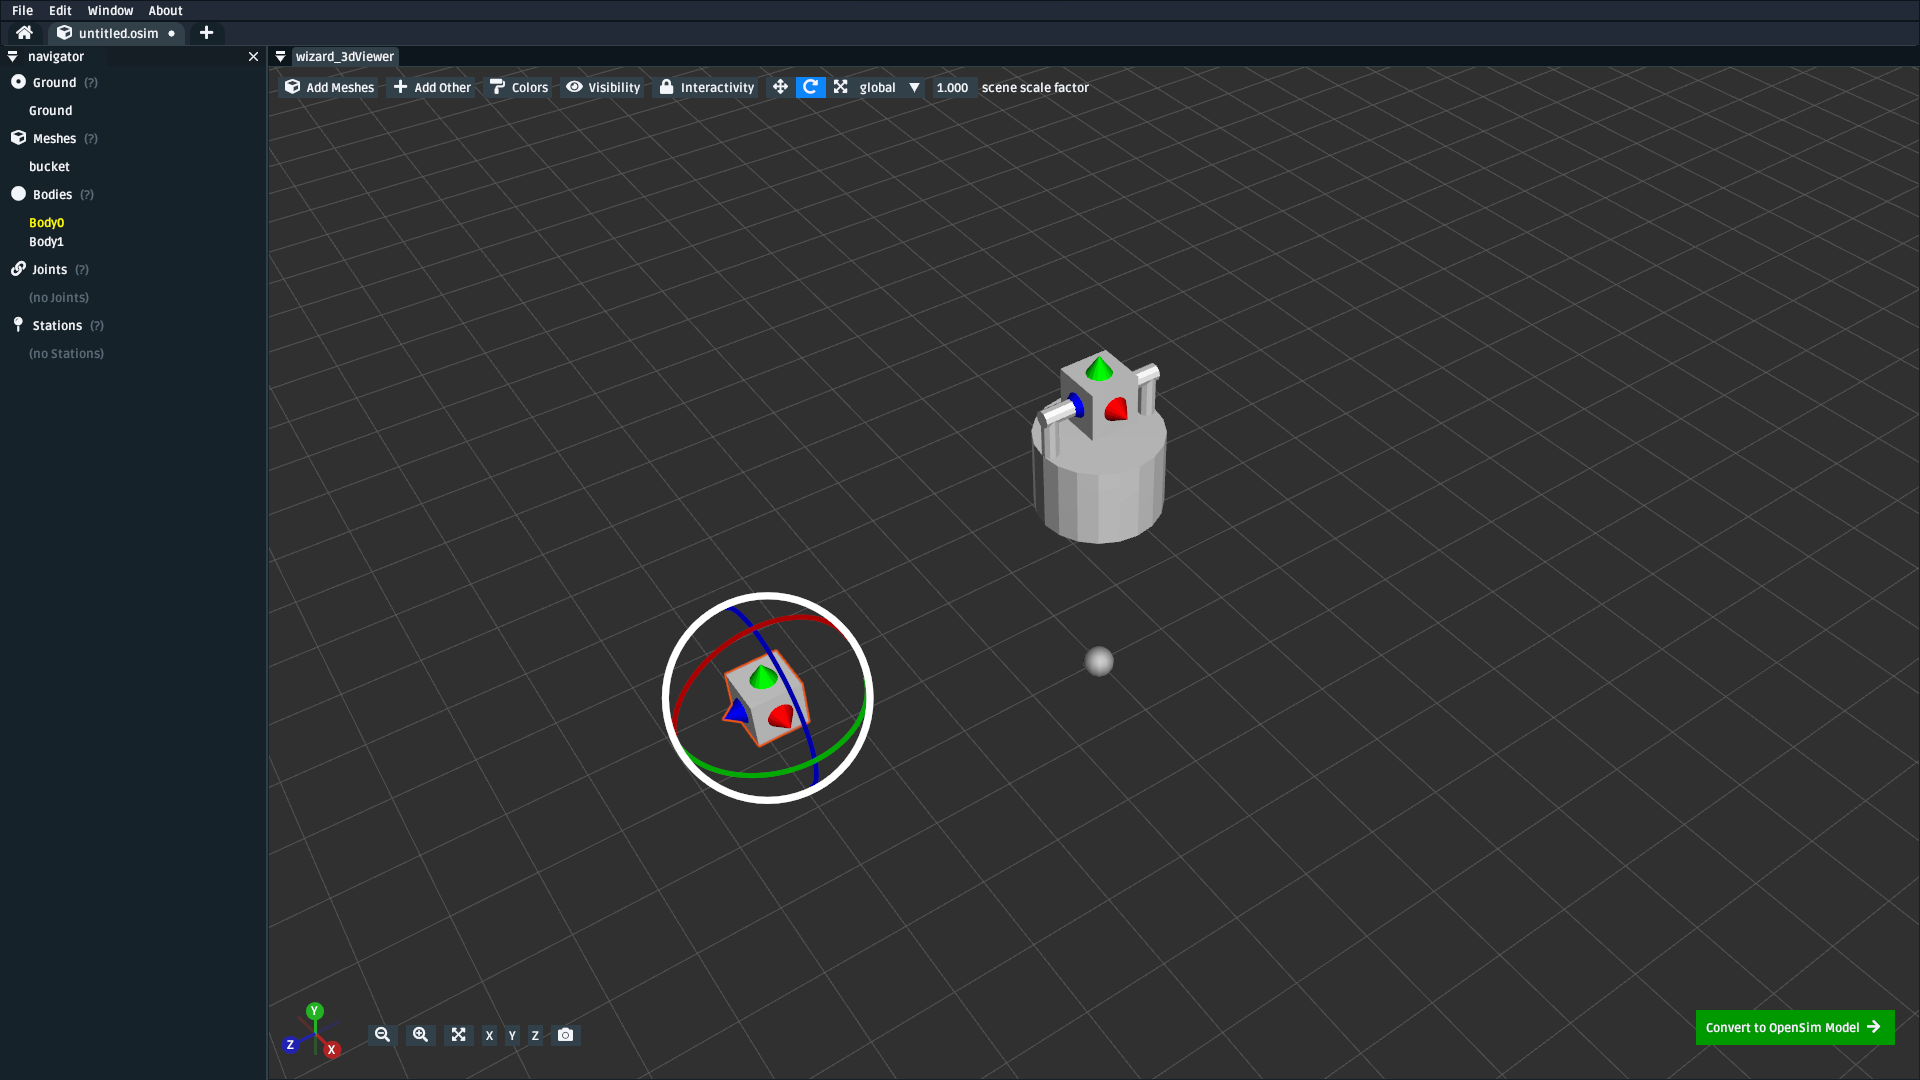 File Edit Window About
untitled.osim
navigator
wizard_3dViewer
Ground (?)
Add Meshes Add Other Colors Visibility Interactivity global 1.000 scene scale factor
Ground
Meshes (?)
bucket
Bodies (?)
Body0
Body1
Joints (?)
(no Joints)
Stations (?)
(no Stations)
Y
Z
X
X Y Z
Convert to OpenSim Model